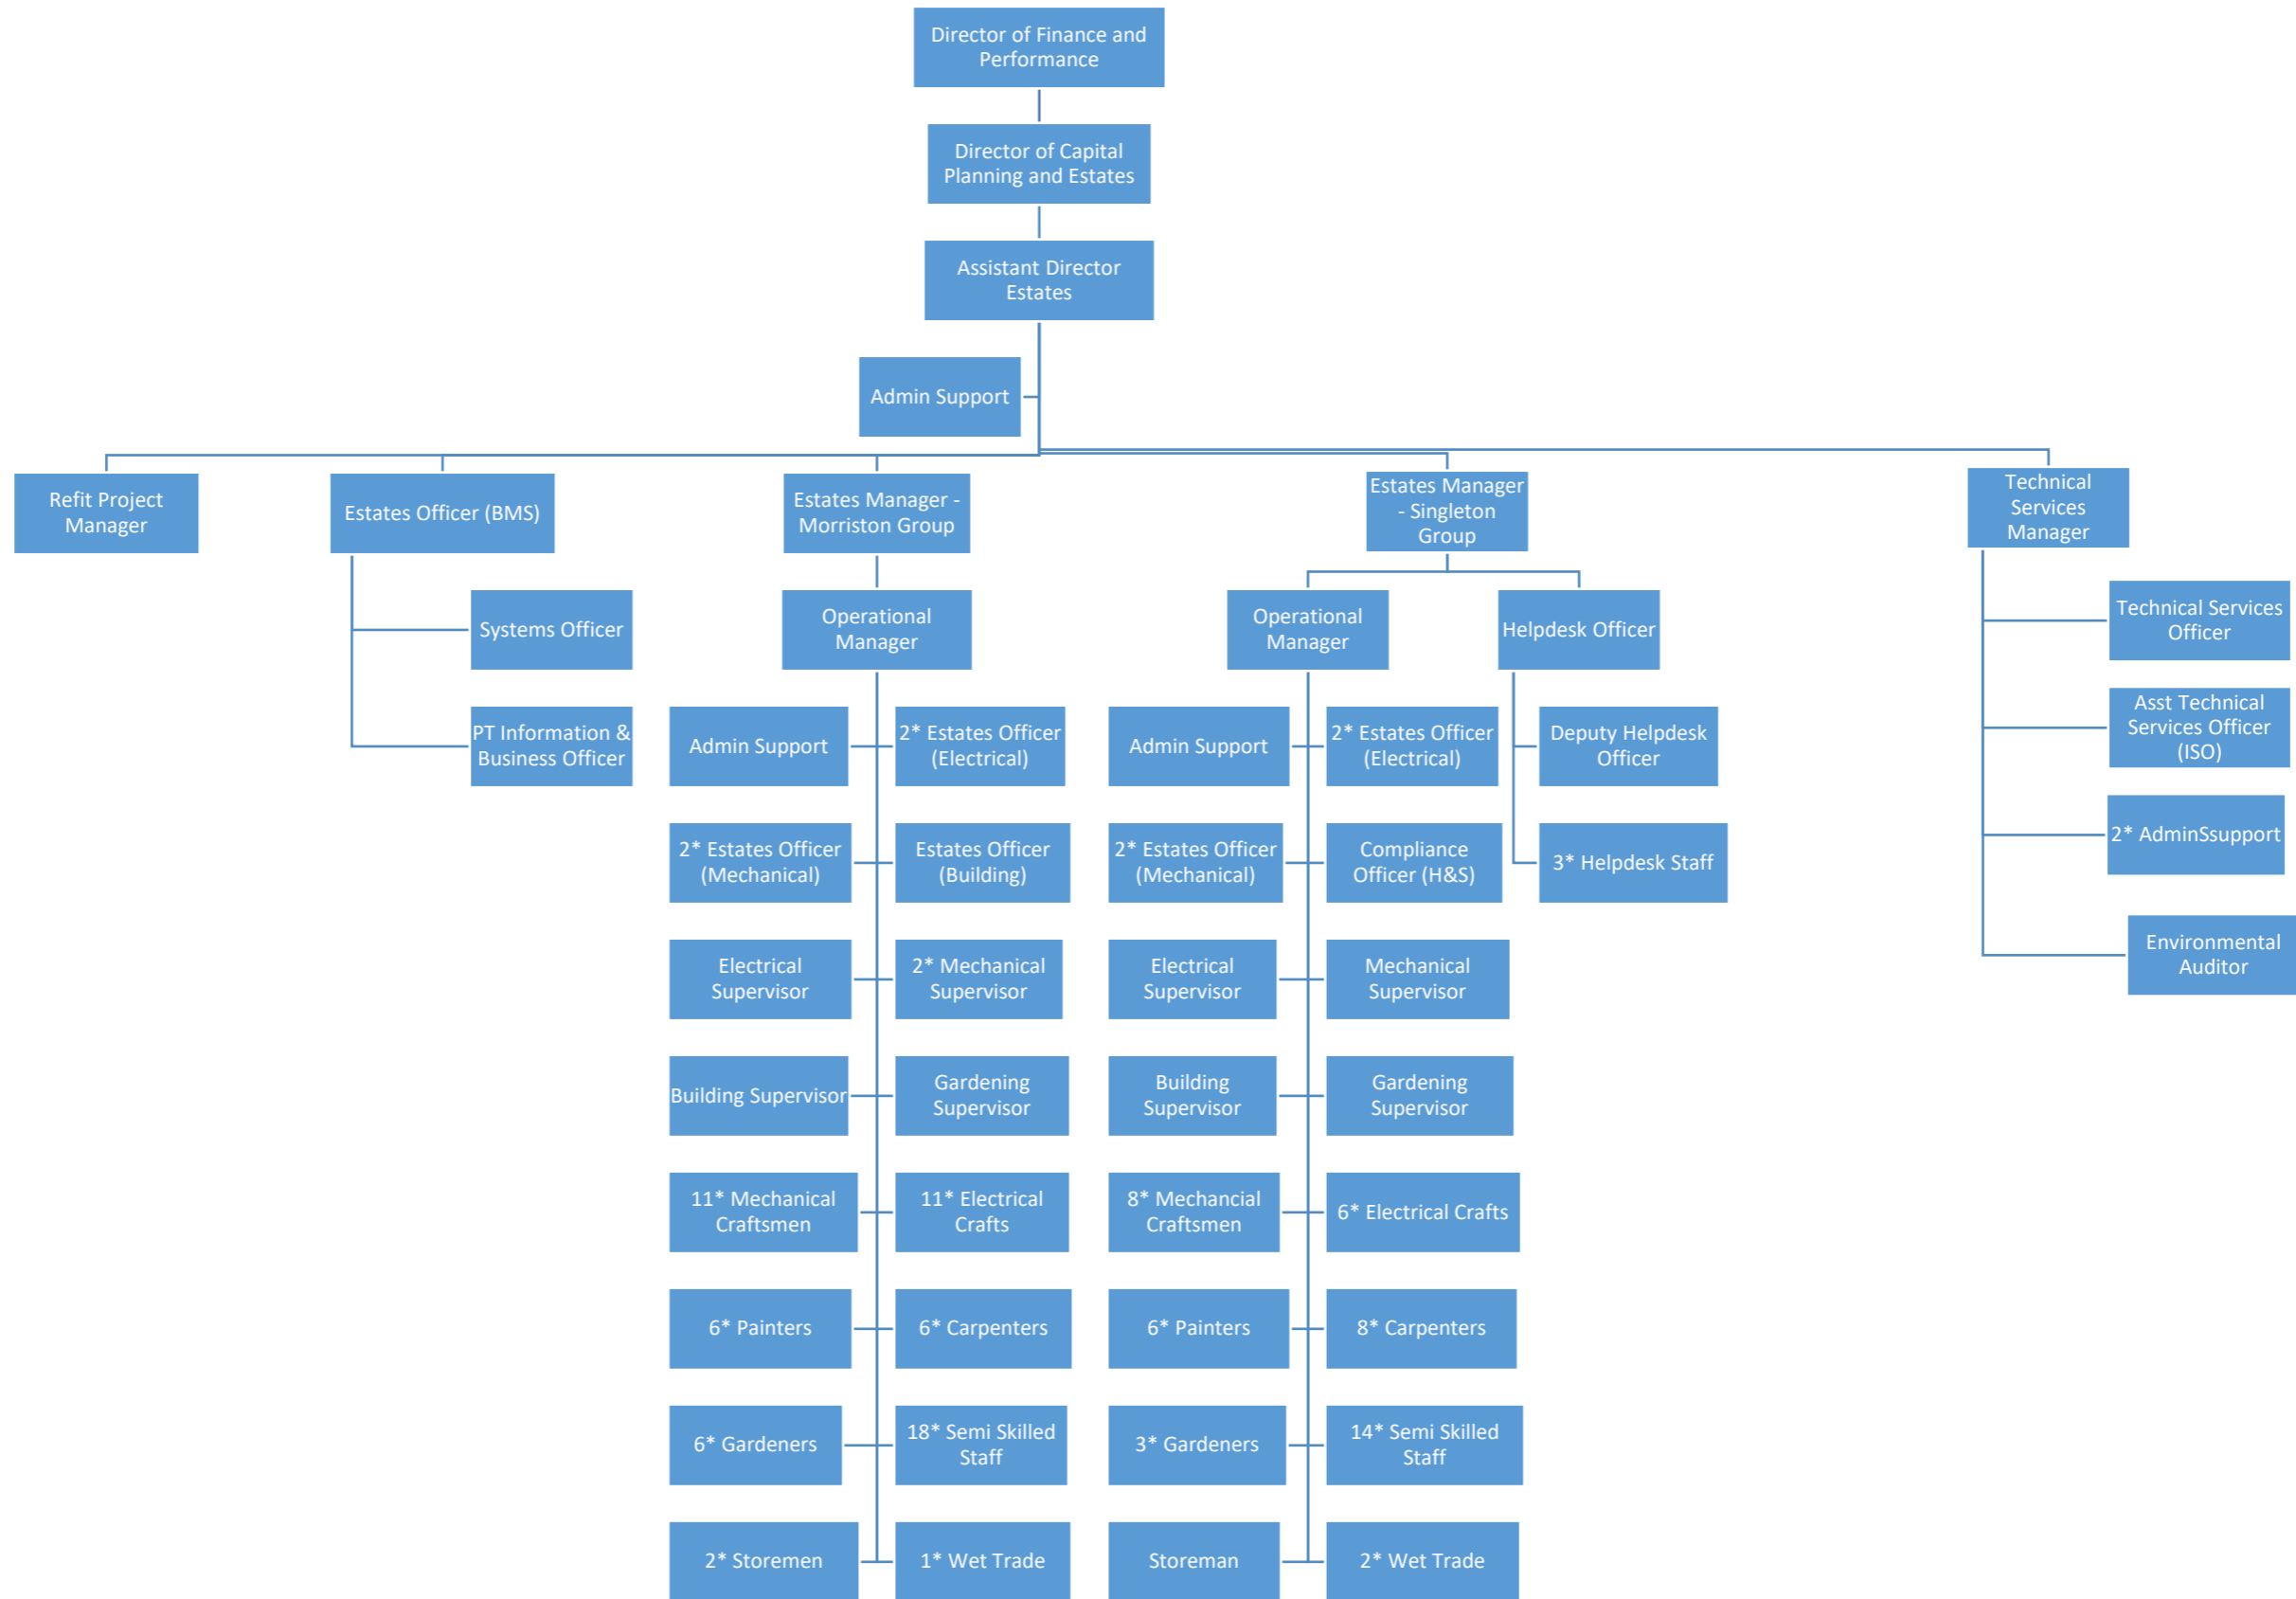 Director of Finance and
Performance
Director of Capital
Planning and Estates
Assistant Director
Estates
Admin Support
Refit Project
Manager
Estates Officer (BMS)
Estates Manager -
Morriston Group
Estates Manager
- Singleton
Group
Technical
Services
Manager
Systems Officer
PT Information &
Business Officer
Operational
Manager
Admin Support
2* Estates Officer
(Electrical)
2* Estates Officer
(Mechanical)
Estates Officer
(Building)
Electrical
Supervisor
2* Mechanical
Supervisor
Building Supervisor
Gardening
Supervisor
11* Mechanical
Craftsmen
11* Electrical
Crafts
6* Painters
6* Carpenters
6* Gardeners
18* Semi Skilled
Staff
2* Storemen
1* Wet Trade
Operational
Manager
Admin Support
2* Estates Officer
(Electrical)
2* Estates Officer
(Mechanical)
Compliance
Officer (H&S)
Electrical
Supervisor
Mechanical
Supervisor
Building
Supervisor
Gardening
Supervisor
8* Mechancial
Craftsmen
6* Electrical Crafts
6* Painters
8* Carpenters
3* Gardeners
14* Semi Skilled
Staff
Storeman
2* Wet Trade
Helpdesk Officer
Deputy Helpdesk
Officer
3* Helpdesk Staff
Technical Services
Officer
Asst Technical
Services Officer
(ISO)
2* AdminSsupport
Environmental
Auditor